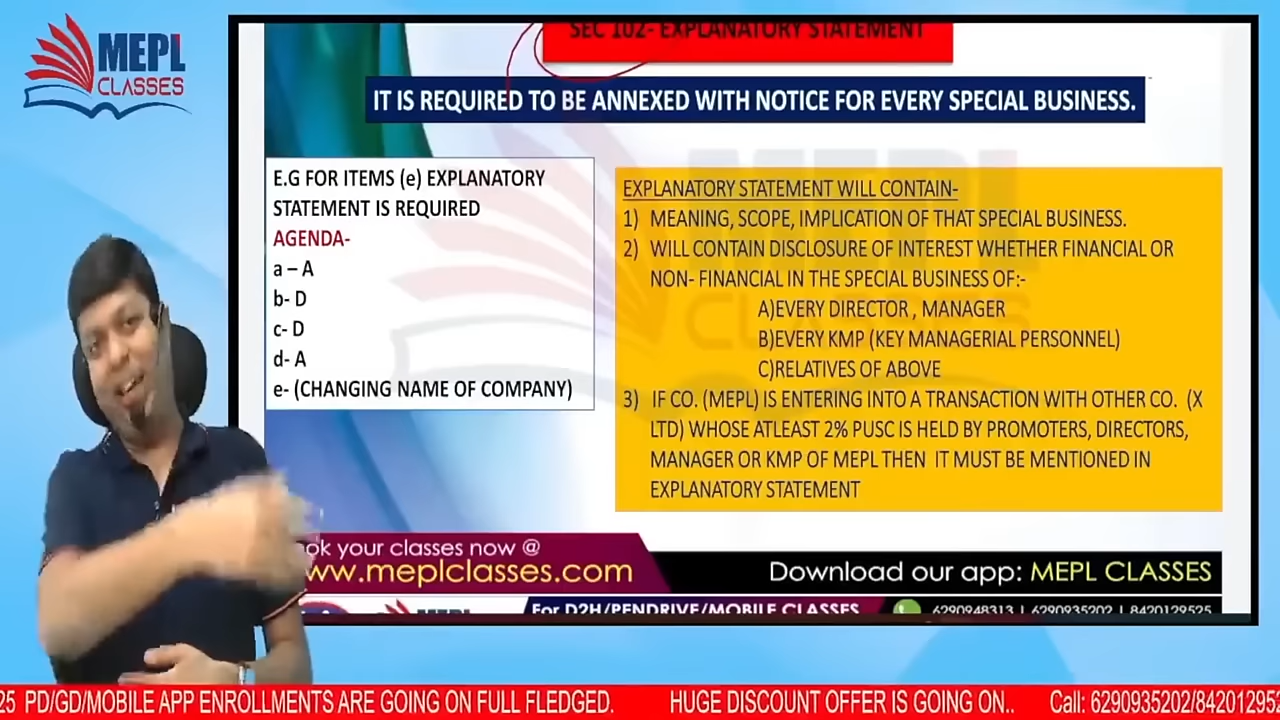 MEPL
CLASSES
SEC 102- EXPLANATORY STATEMENT
IT IS REQUIRED TO BE ANNEXED WITH NOTICE FOR EVERY SPECIAL BUSINESS.
E.G FOR ITEMS (e) EXPLANATORY
STATEMENT IS REQUIRED
AGENDA-
a – A
b- D
c- D
d- A
e- (CHANGING NAME OF COMPANY)
EXPLANATORY STATEMENT WILL CONTAIN-
1) MEANING, SCOPE, IMPLICATION OF THAT SPECIAL BUSINESS.
2) WILL CONTAIN DISCLOSURE OF INTEREST WHETHER FINANCIAL OR
NON- FINANCIAL IN THE SPECIAL BUSINESS OF:-
A)EVERY DIRECTOR , MANAGER
B)EVERY KMP (KEY MANAGERIAL PERSONNEL)
C)RELATIVES OF ABOVE
3) IF CO. (MEPL) IS ENTERING INTO A TRANSACTION WITH OTHER CO. (X
LTD) WHOSE ATLEAST 2% PUSC IS HELD BY PROMOTERS, DIRECTORS,
MANAGER OR KMP OF MEPL THEN IT MUST BE MENTIONED IN
EXPLANATORY STATEMENT
MEPL
CLASSES
ok your classes now @
ww.meplclasses.com
Download our app: MEPL CLASSES
MEPL
For D2H/PENDRIVE/MOBILE CLASSES
6290948313 | 6290935202 | 8420129525
25 PD/GD/MOBILE APP ENROLLMENTS ARE GOING ON FULL FLEDGED. HUGE DISCOUNT OFFER IS GOING ON.. Call: 6290935202/842012952